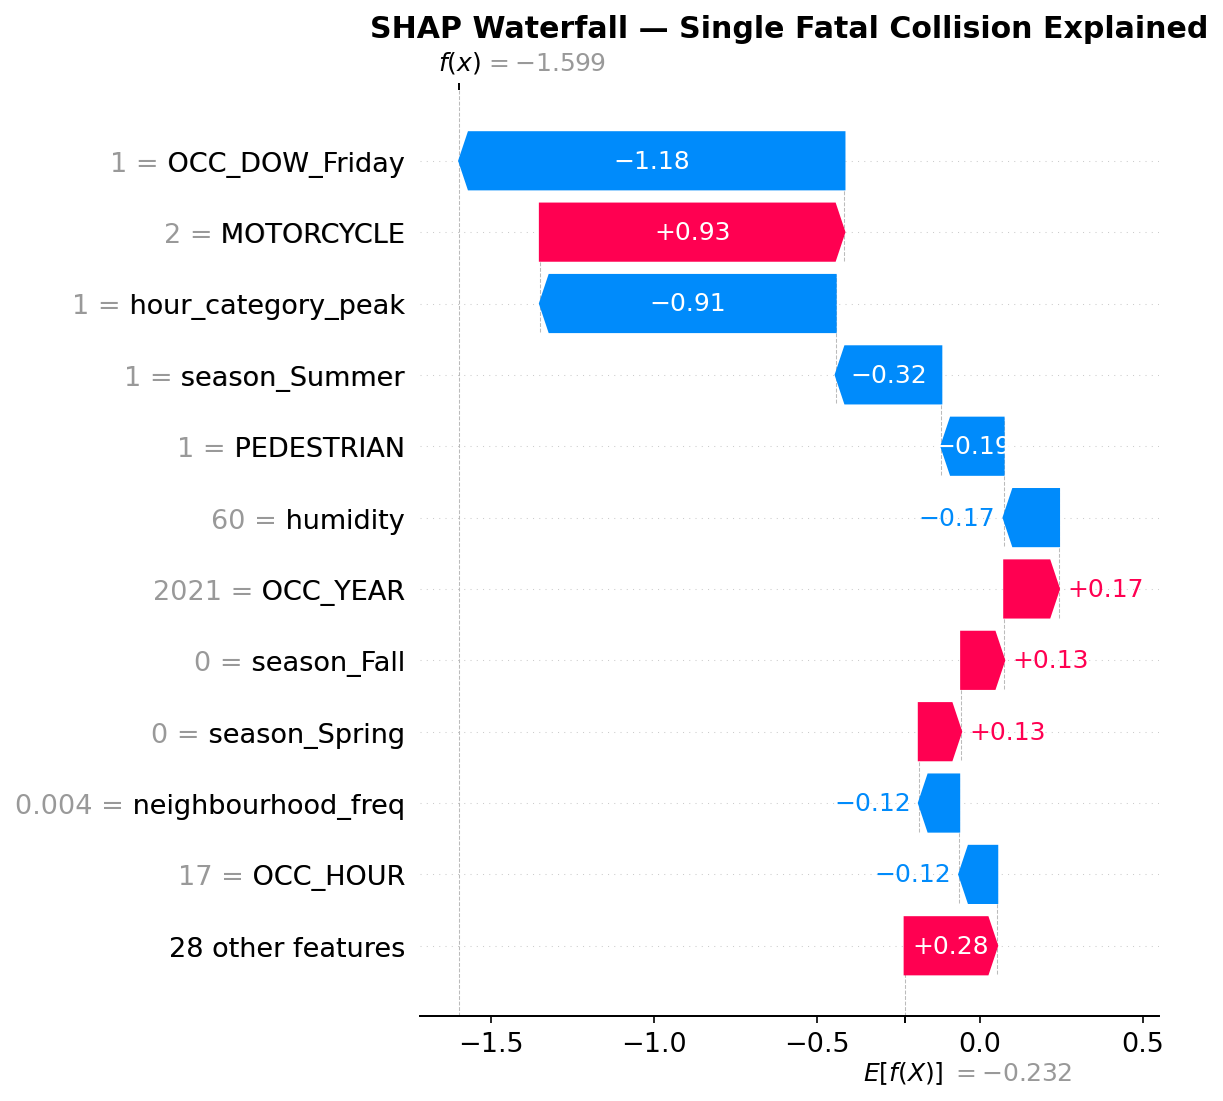 SHAP Waterfall — Single Fatal Collision Explained
f(x) = −1.599
1 = OCC_DOW_Friday −1.18
2 = MOTORCYCLE +0.93
1 = hour_category_peak −0.91
1 = season_Summer −0.32
1 = PEDESTRIAN −0.19
60 = humidity −0.17
2021 = OCC_YEAR +0.17
0 = season_Fall +0.13
0 = season_Spring +0.13
0.004 = neighbourhood_freq −0.12
17 = OCC_HOUR −0.12
28 other features +0.28
−1.5 −1.0 −0.5 0.0 0.5
E[f(X)] = −0.232